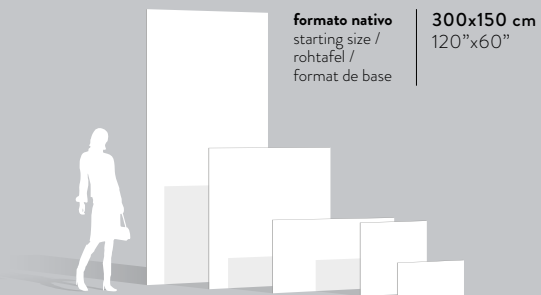 formato nativo
starting size /
rohtafel /
format de base
300x150 cm
120”x60”